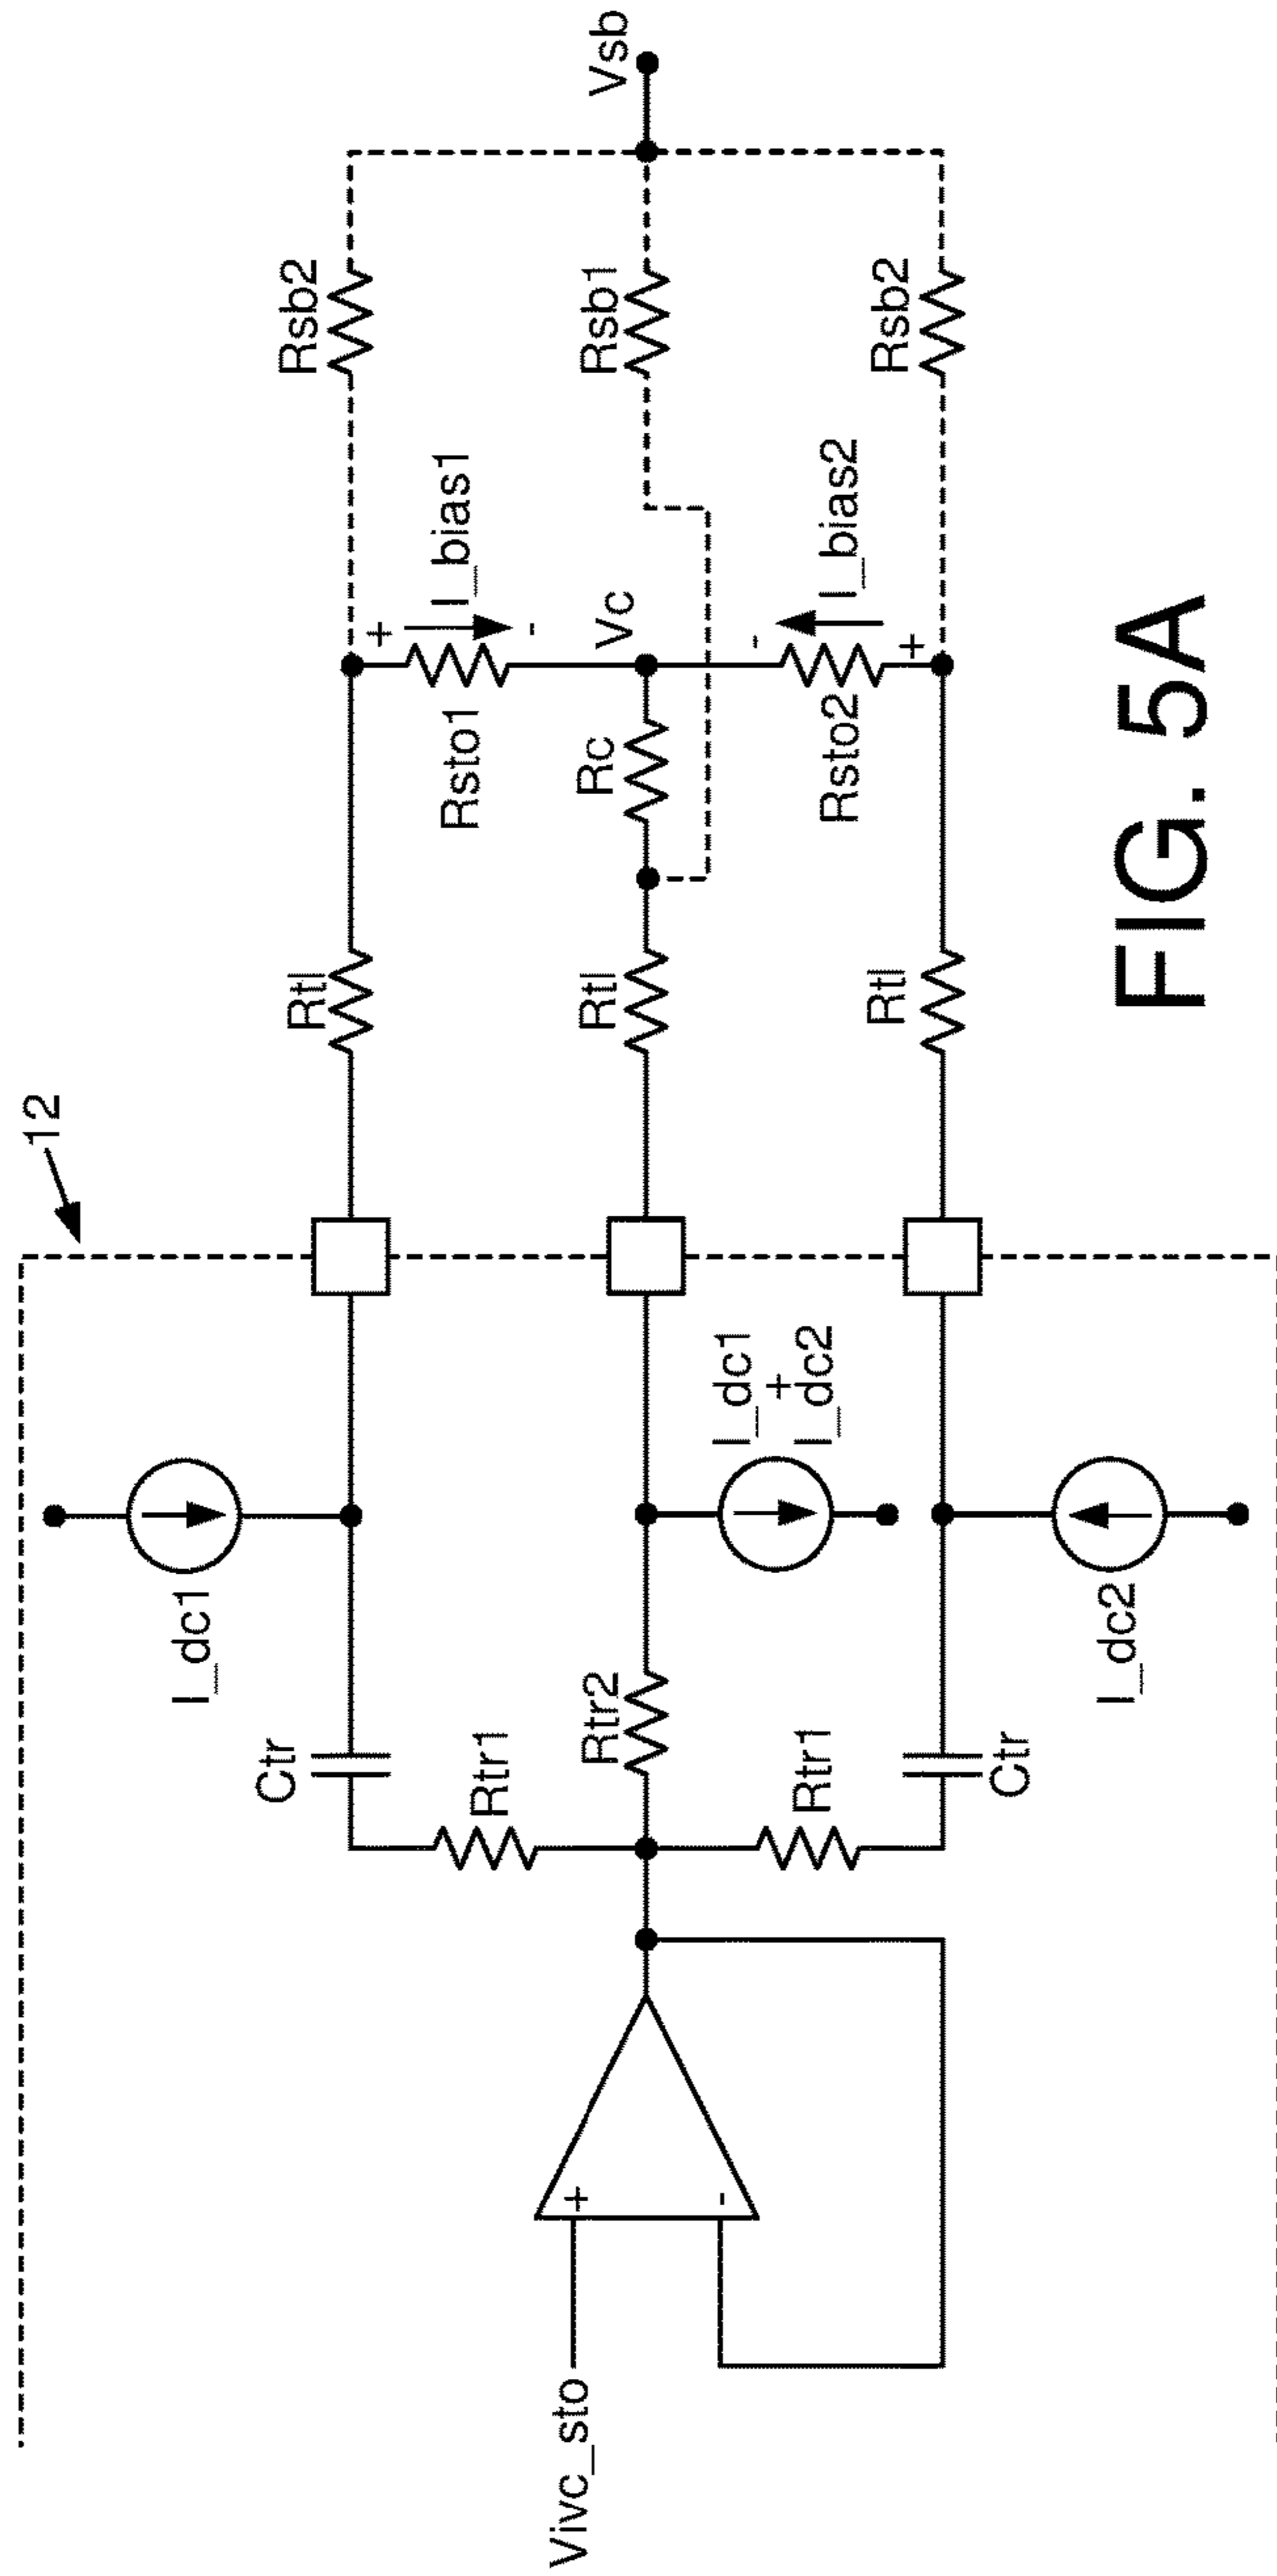 12
I_dc1
Ctr
Rtr1
Rtl
Rsb2
+
I_bias1
-
Rsto1
Vivc_sto
+
-
Rtr2
I_dc1
+
I_dc2
Rtl
Rc
Vc
Rsb1
Vsb
Rtr1
Ctr
I_dc2
Rtl
Rsto2
-
I_bias2
+
Rsb2
FIG. 5A